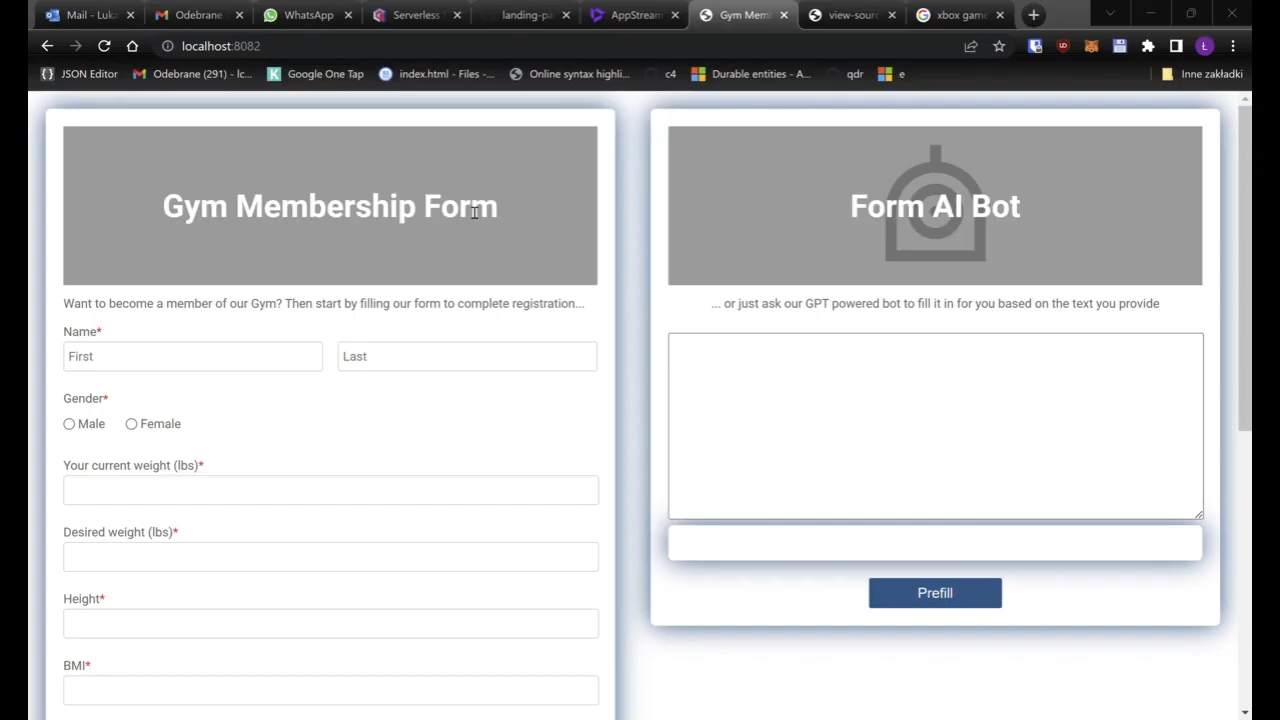 Mail - Luka
Odebrane
WhatsApp
Serverless
landing-pa
AppStream
Gym Mem
view-sourc
xbox game
localhost:8082
JSON Editor
Odebrane (291) - Ic...
Google One Tap
index.html - Files -...
Online syntax highli...
c4
Durable entities - A...
qdr
e
Inne zakładki
Gym Membership Form
Want to become a member of our Gym? Then start by filling our form to complete registration...
Name*
First
Last
Gender*
Male
Female
Your current weight (lbs)*
Desired weight (lbs)*
Height*
BMI*
Form AI Bot
... or just ask our GPT powered bot to fill it in for you based on the text you provide
Prefill